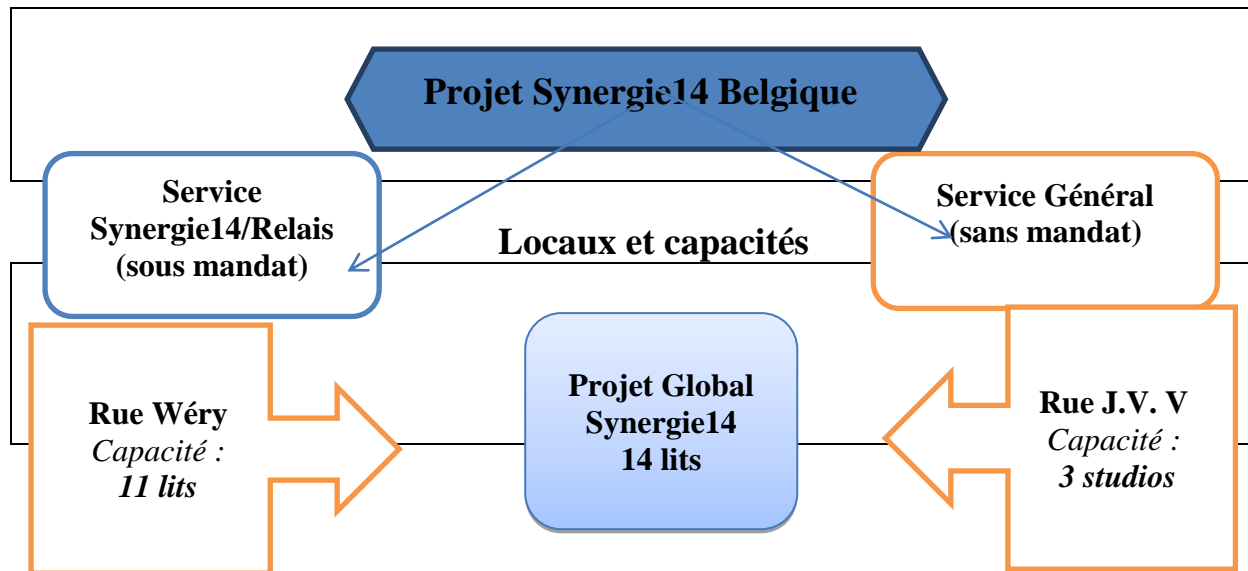 Projet Synergie14 Belgique
Service
Synergie14/Relais
(sous mandat)
Service Général
(sans mandat)
Locaux et capacités
Rue Wéry
Capacité :
11 lits
Projet Global
Synergie14
14 lits
Rue J.V. V
Capacité :
3 studios